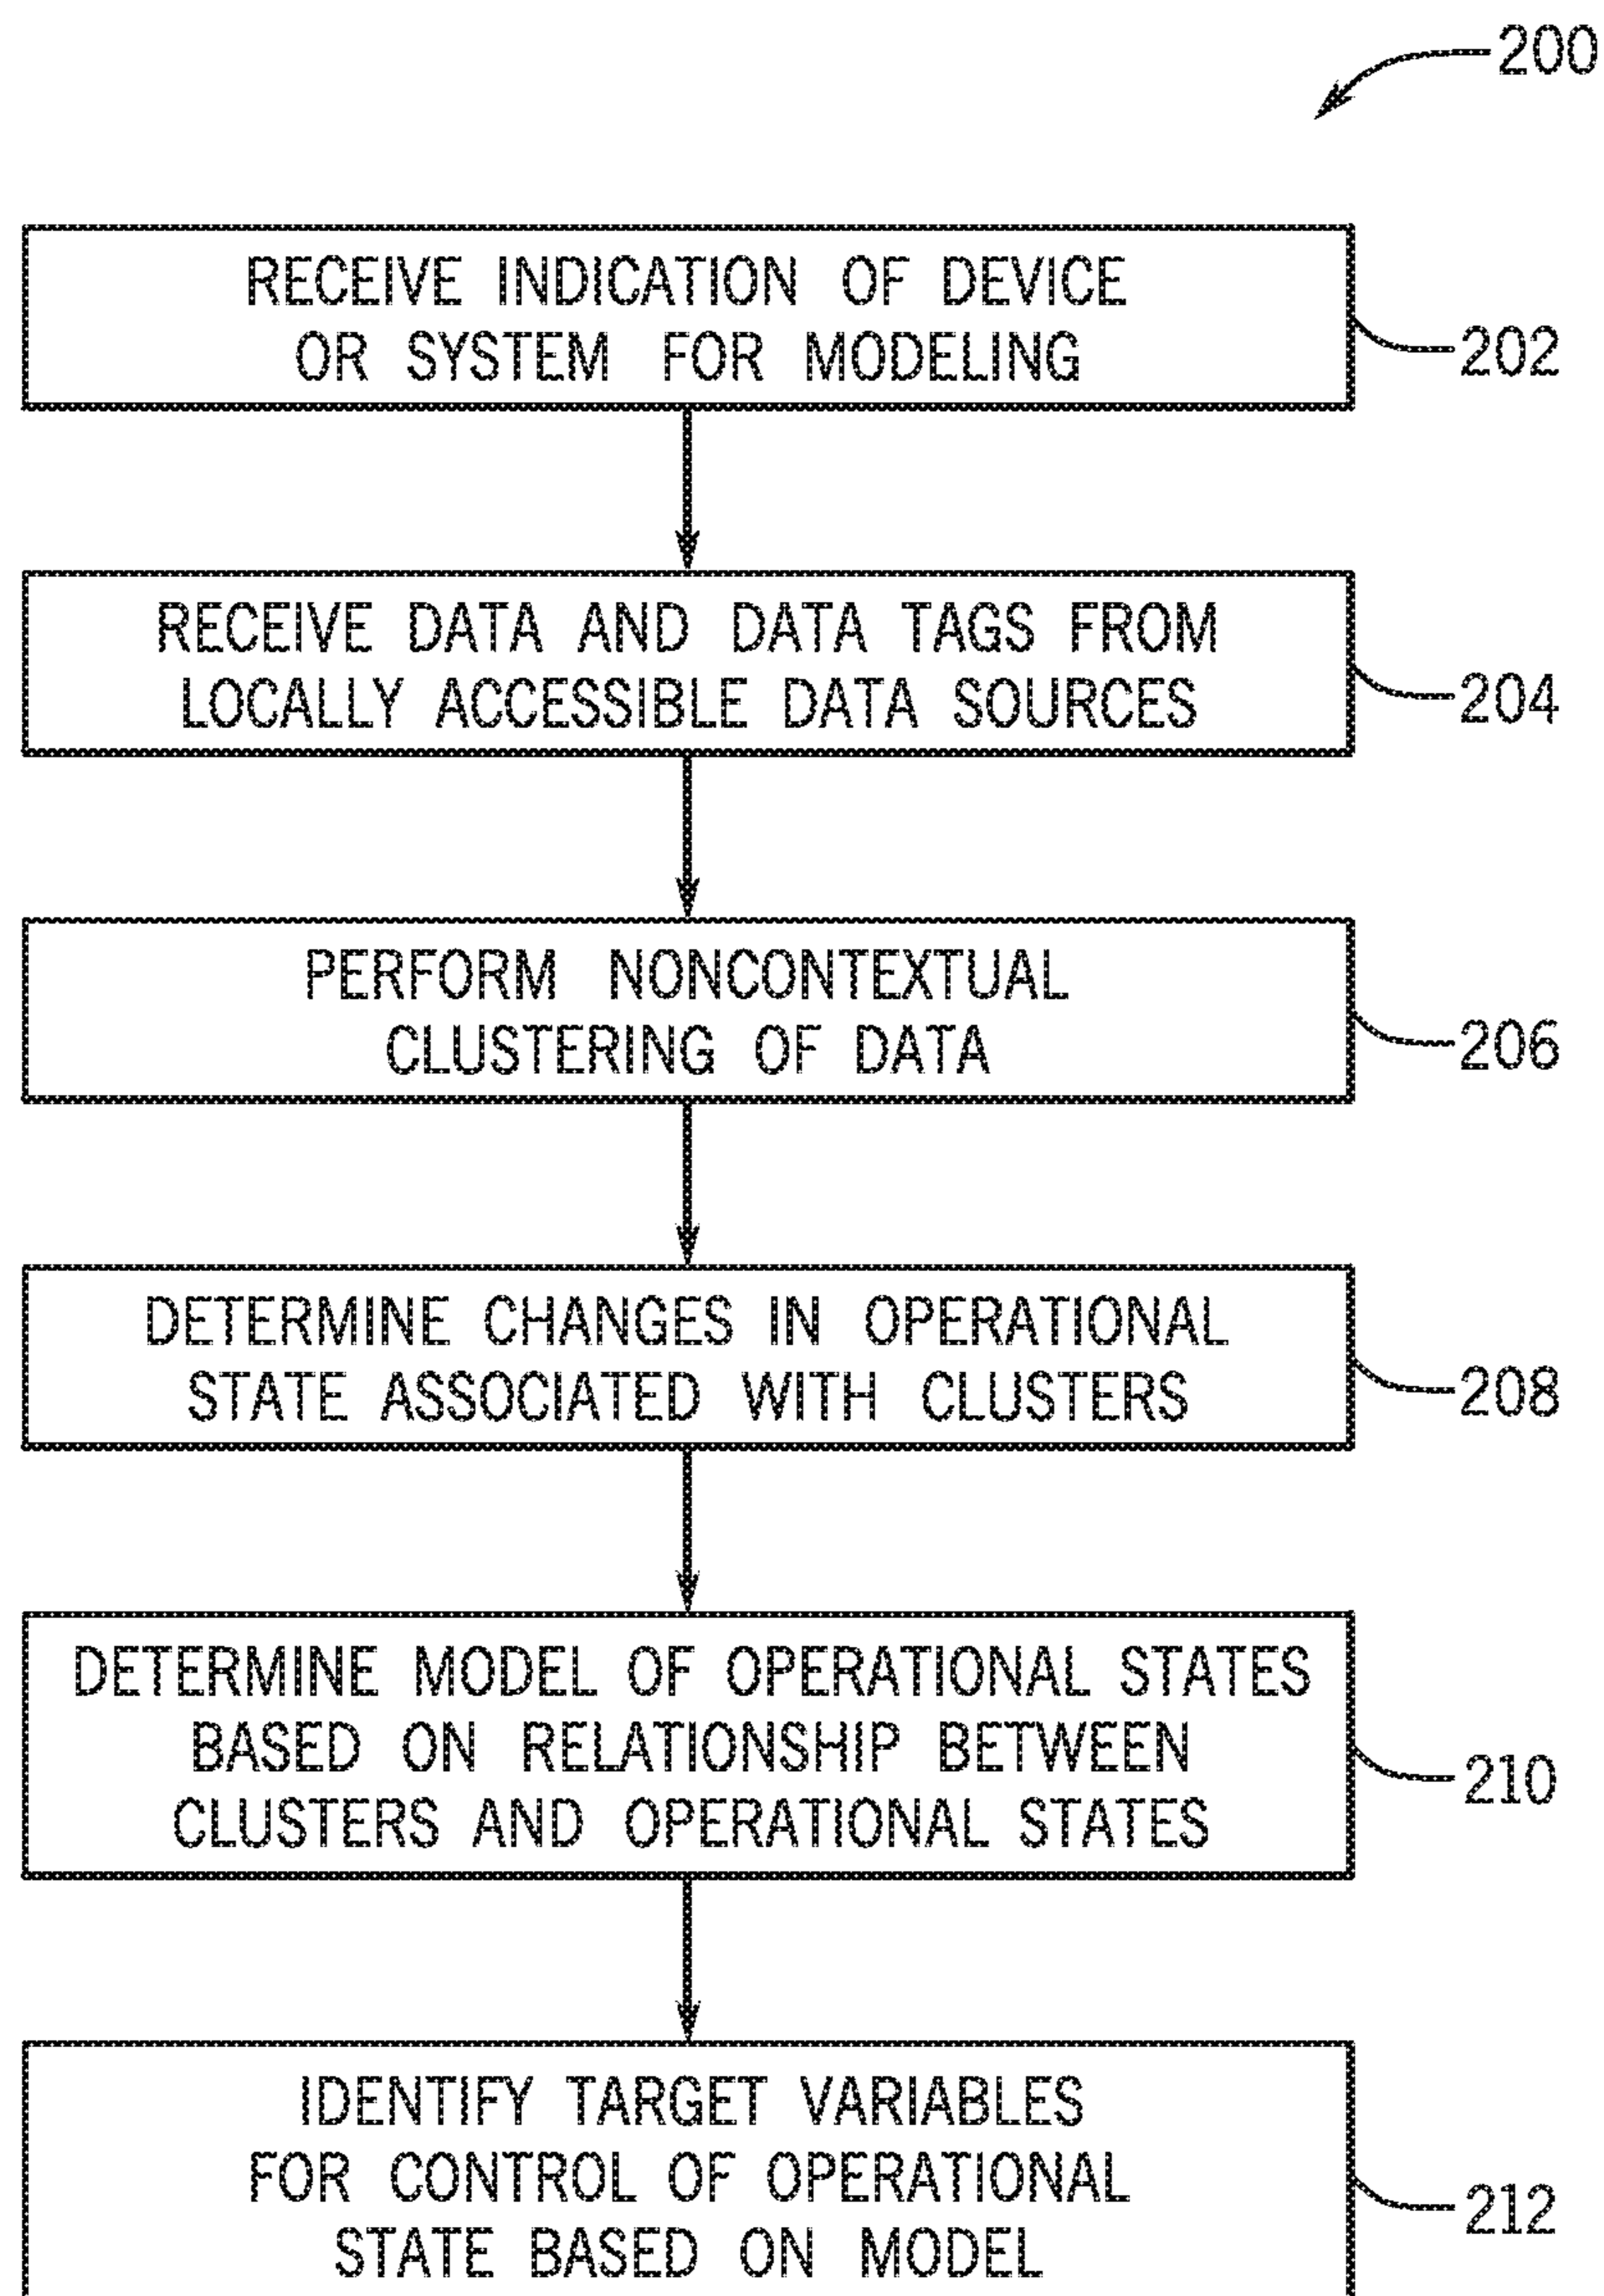 200
RECEIVE INDICATION OF DEVICE
OR SYSTEM FOR MODELING
202
RECEIVE DATA AND DATA TAGS FROM
LOCALLY ACCESSIBLE DATA SOURCES
204
PERFORM NONCONTEXTUAL
CLUSTERING OF DATA
206
DETERMINE CHANGES IN OPERATIONAL
STATE ASSOCIATED WITH CLUSTERS
208
DETERMINE MODEL OF OPERATIONAL STATES
BASED ON RELATIONSHIP BETWEEN
CLUSTERS AND OPERATIONAL STATES
210
IDENTIFY TARGET VARIABLES
FOR CONTROL OF OPERATIONAL
STATE BASED ON MODEL
212